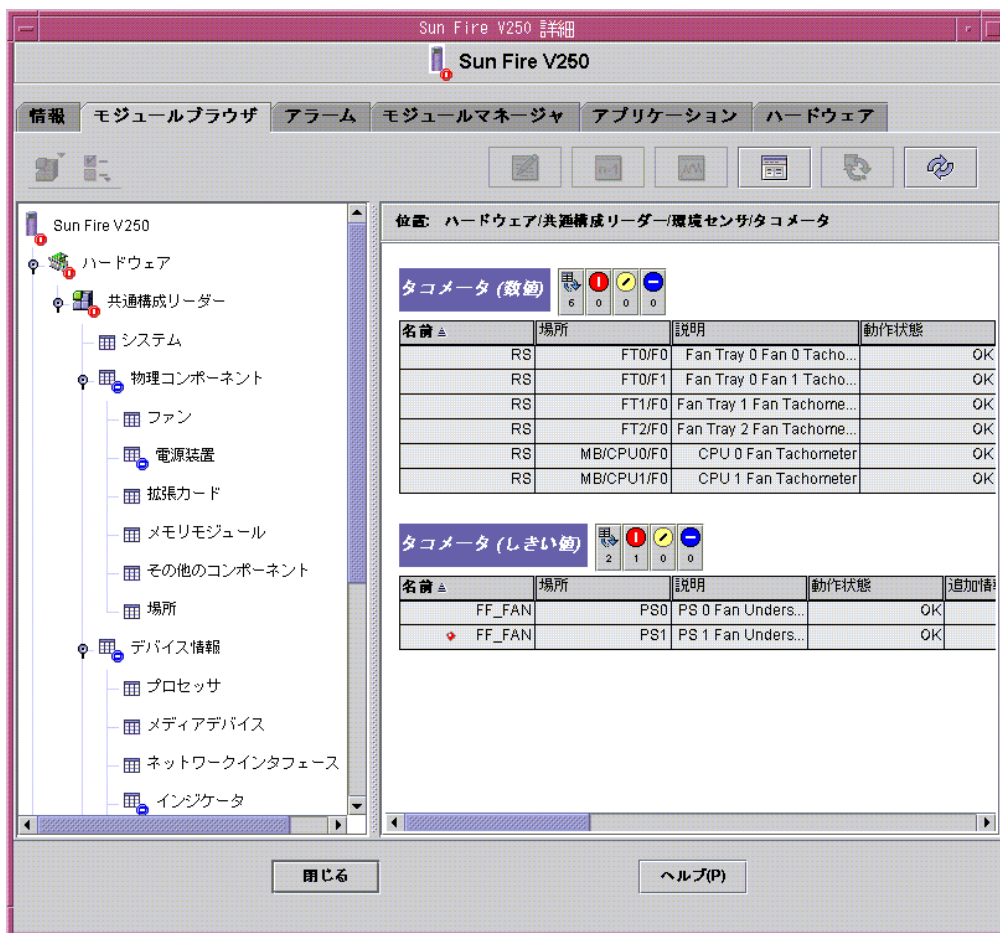 Sun Fire V250 詳細
Sun Fire V250
情報 モジュールブラウザ アラーム モジュールマネージャ アプリケーション ハードウェア
Sun Fire V250
ハードウェア
共通構成リーダー
システム
物理コンポーネント
ファン
電源装置
拡張カード
メモリモジュール
その他のコンポーネント
場所
デバイス情報
プロセッサ
メディアデバイス
ネットワークインタフェース
インジケータ
位置: ハードウェア/共通構成リーダー/環境センサ/タコメータ
タコメータ (数値) 6 0 0 0
名前 場所 説明 動作状態
RS FT0/F0 Fan Tray 0 Fan 0 Tacho... OK
RS FT0/F1 Fan Tray 0 Fan 1 Tacho... OK
RS FT1/F0 Fan Tray 1 Fan Tachome... OK
RS FT2/F0 Fan Tray 2 Fan Tachome... OK
RS MB/CPU0/F0 CPU 0 Fan Tachometer OK
RS MB/CPU1/F0 CPU 1 Fan Tachometer OK
タコメータ (しきい値) 2 1 0 0
名前 場所 説明 動作状態 追加情
FF_FAN PS0 PS 0 Fan Unders... OK
FF_FAN PS1 PS 1 Fan Unders... OK
閉じる ヘルプ(P)